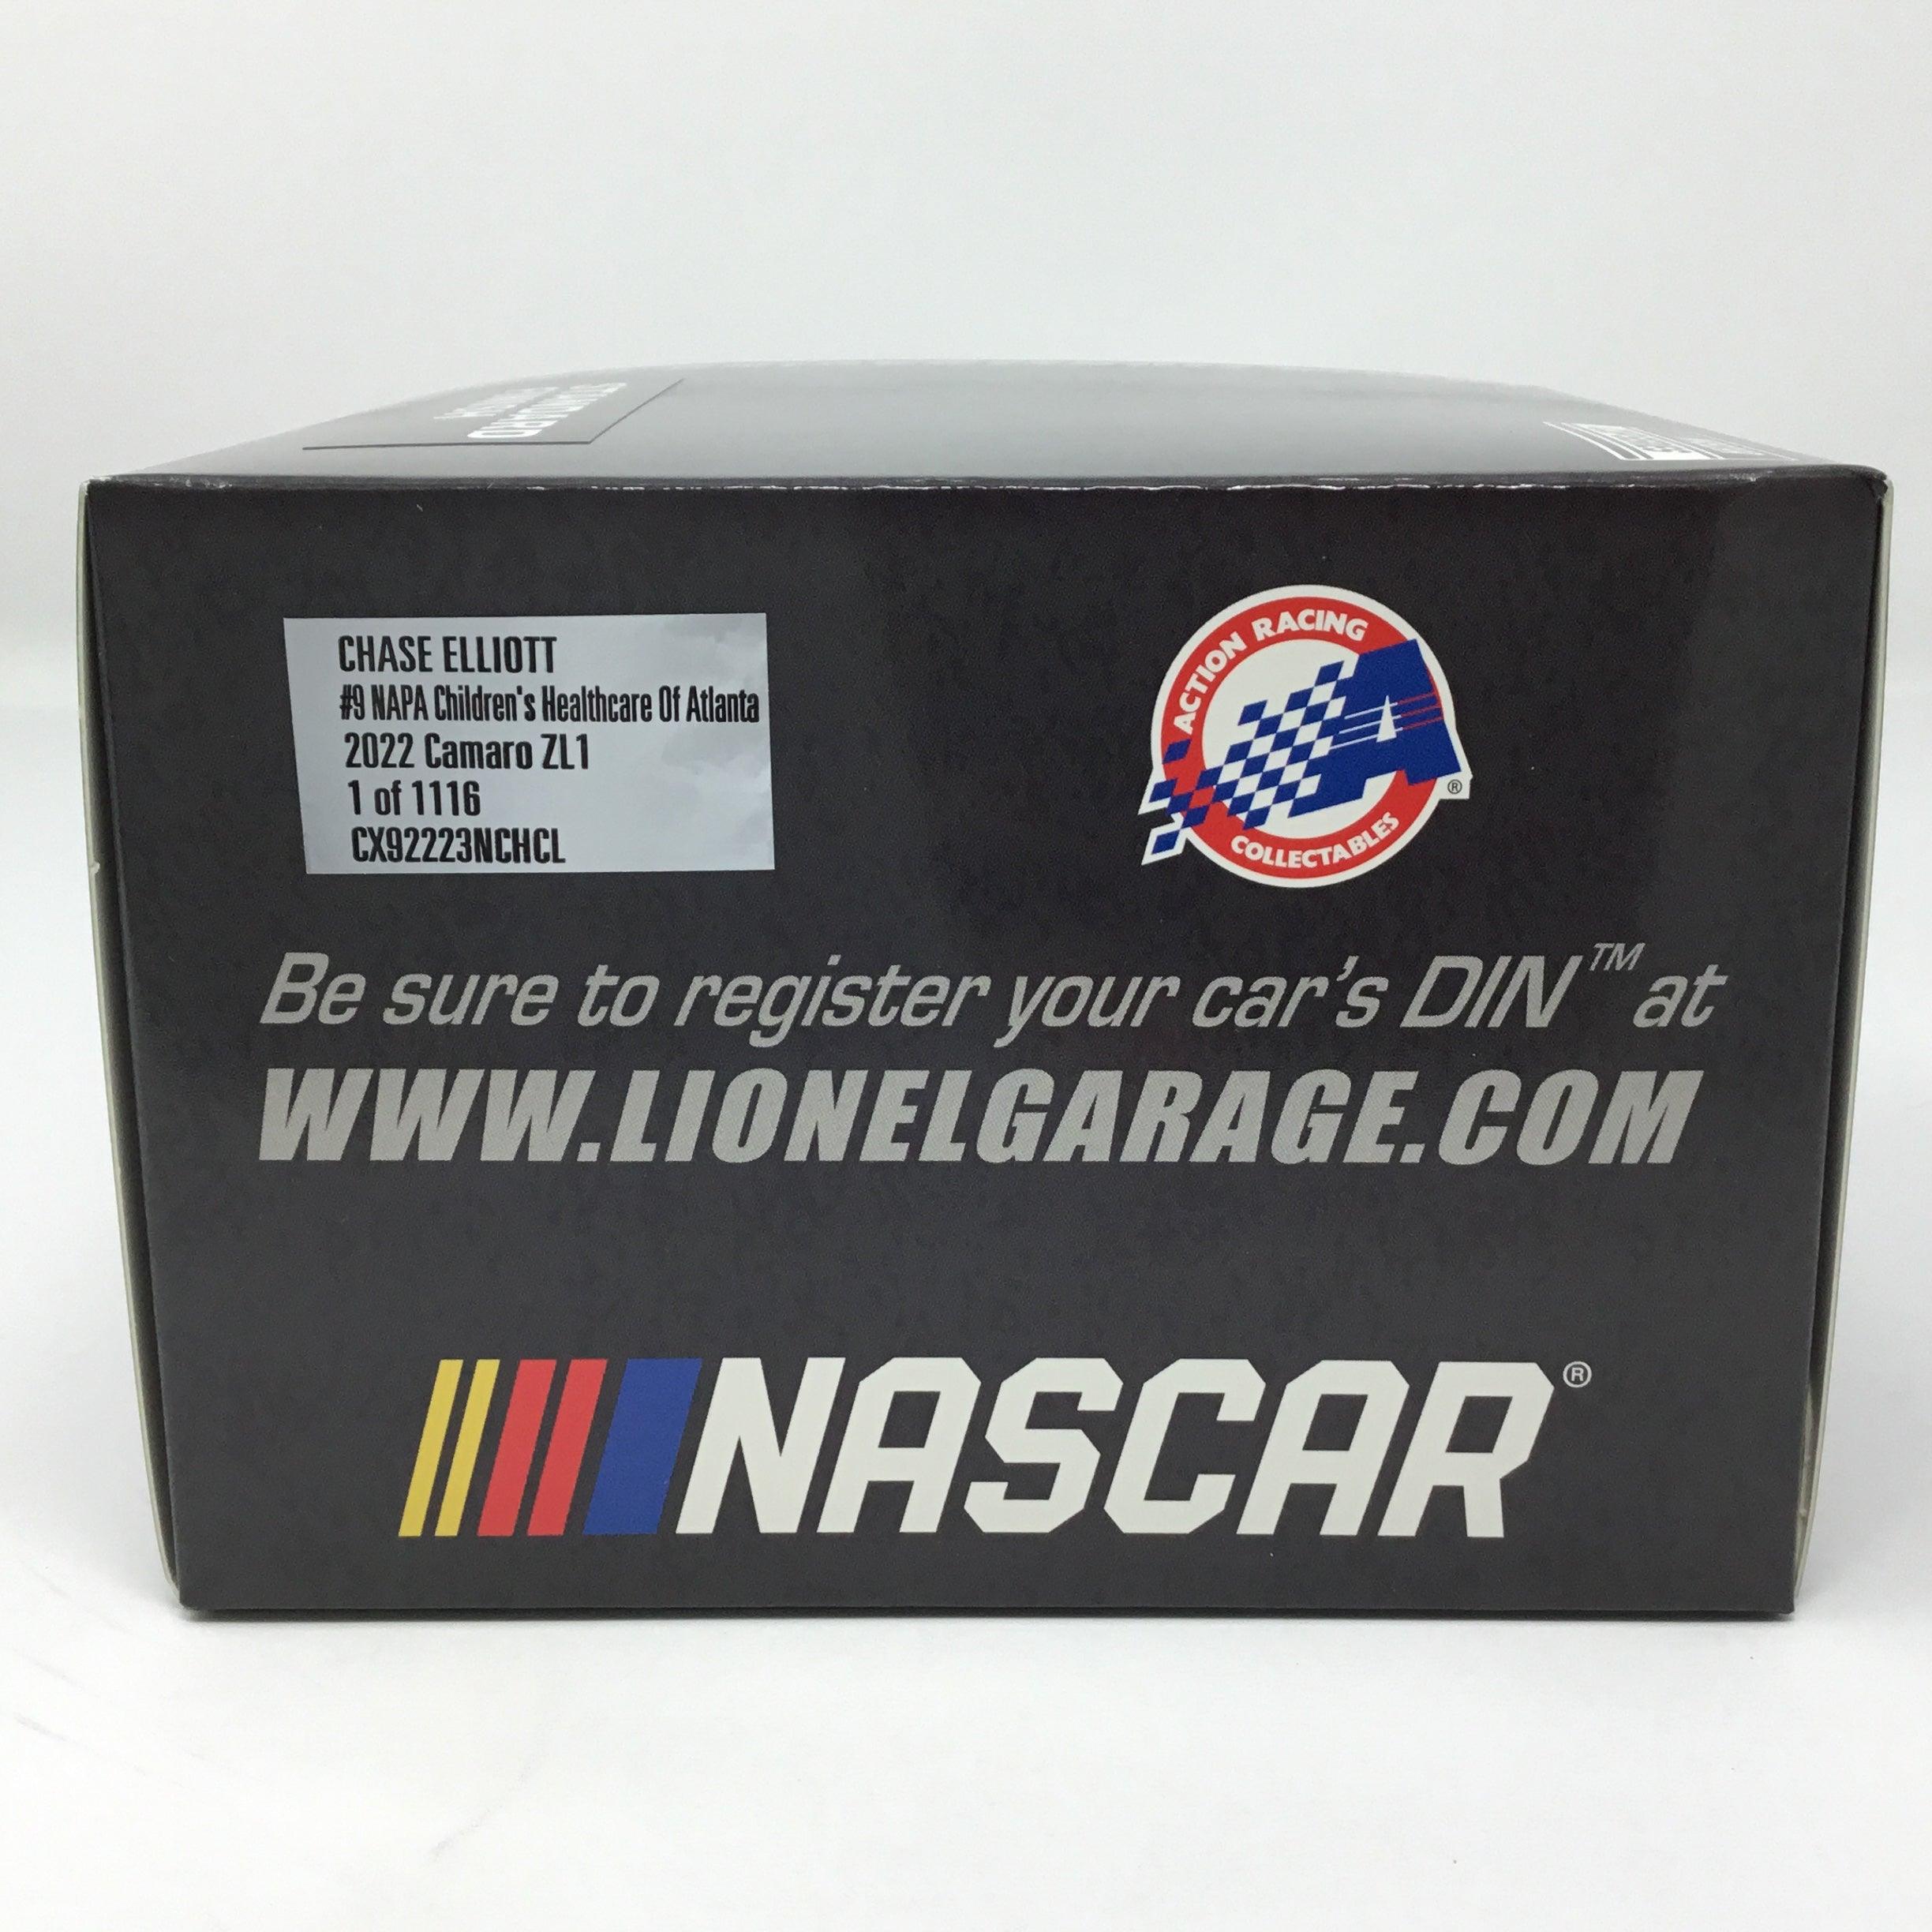 STANDARD
CHASE ELLIOTT
#9 NAPA Children's Healthcare Of Atlanta
2022 Camaro ZL1
1 of 1116
CX92223NCHCL
ACTION RACING
A®
COLLECTABLES
Be sure to register your car's DIN™ at
WWW.LIONELGARAGE.COM
NASCAR®